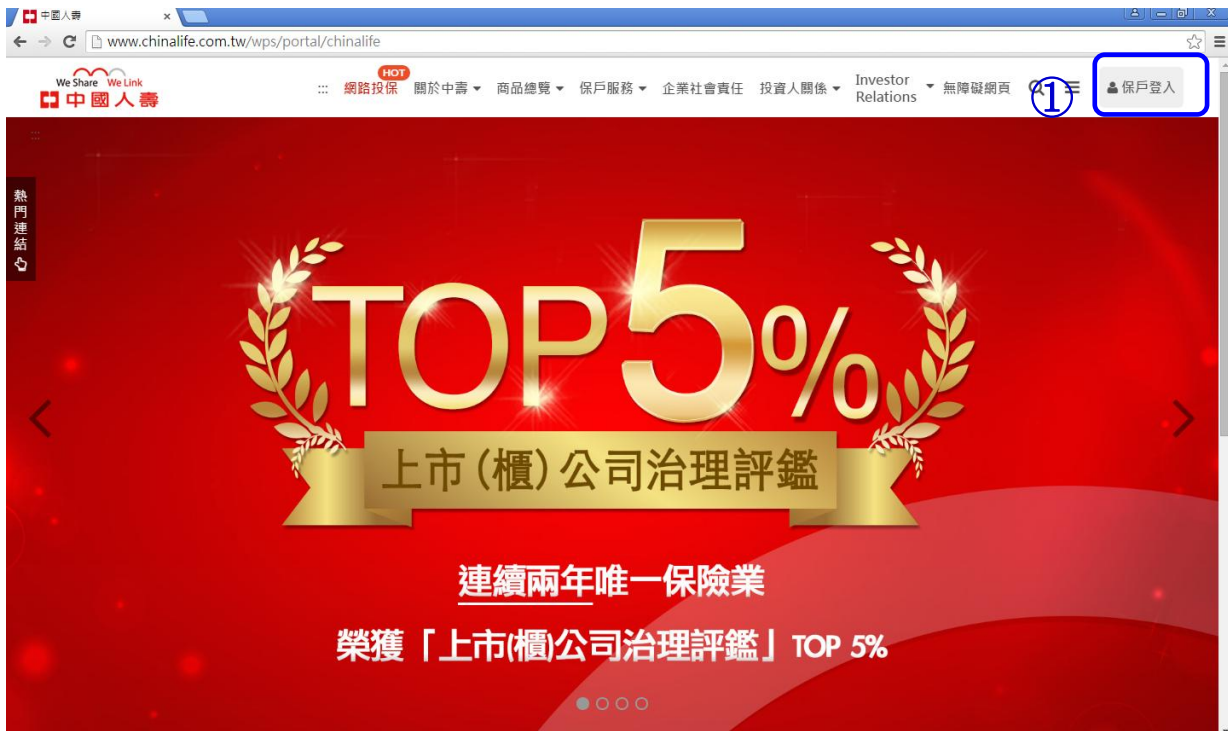 中國人壽
www.chinalife.com.tw/wps/portal/chinalife
We Share We Link
中國人壽
::: 網路投保 HOT 關於中壽 商品總覽 保戶服務 企業社會責任 投資人關係 Investor Relations 無障礙網頁 ① 保戶登入
:::
熱門連結
TOP5%
上市(櫃)公司治理評鑑
連續兩年唯一保險業
榮獲「上市(櫃)公司治理評鑑」TOP 5%